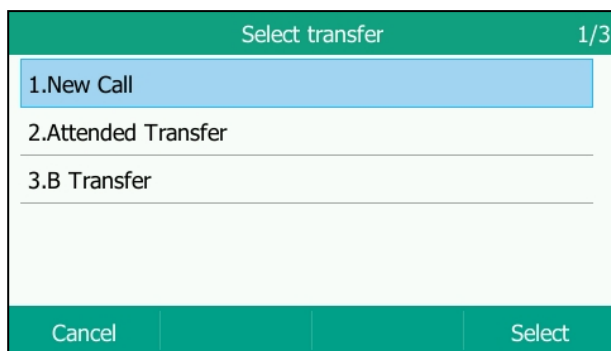 Select transfer 1/3
1.New Call
2.Attended Transfer
3.B Transfer
Cancel Select